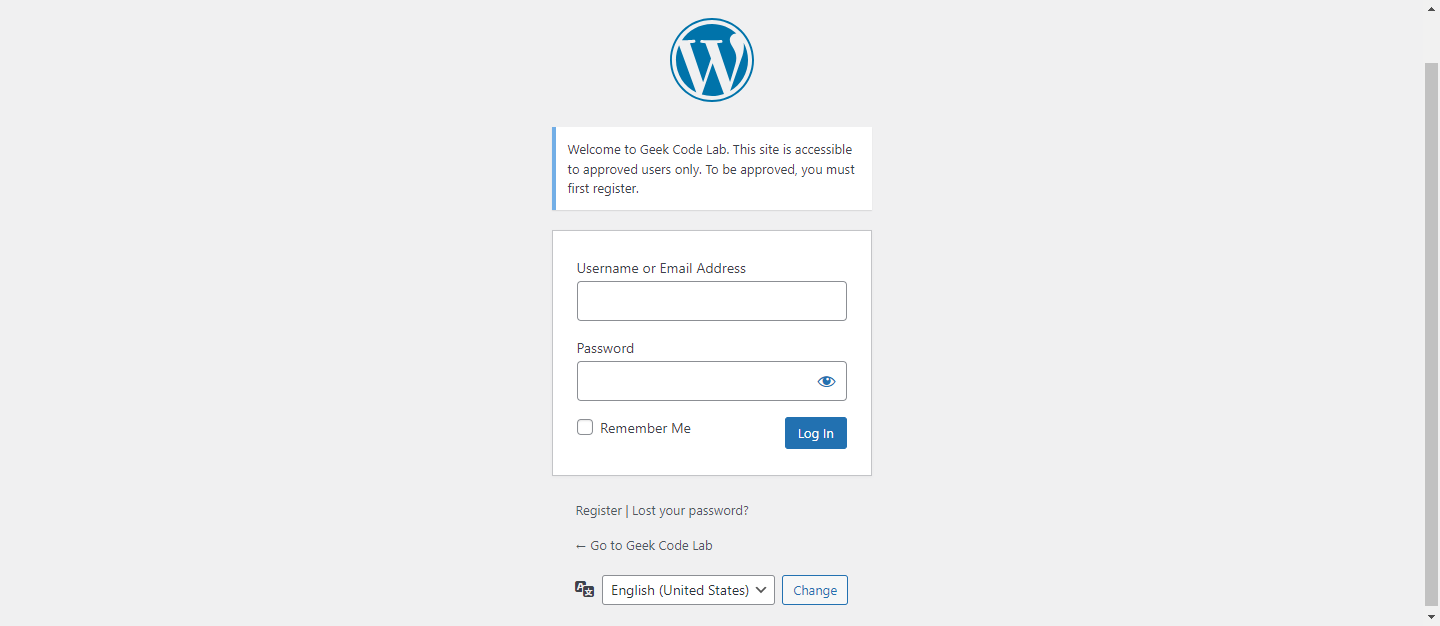 Welcome to Geek Code Lab. This site is accessible
to approved users only. To be approved, you must
first register.
Username or Email Address
Password
Remember Me
Log In
Register | Lost your password?
← Go to Geek Code Lab
English (United States)
Change